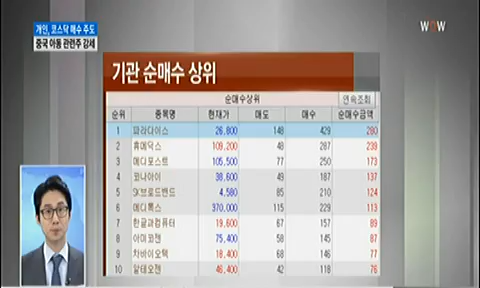 개인, 코스닥 매수 주도
중국 아동 관련주 강세
WOW
기관 순매수 상위
순매수상위 연속조회
순위 종목명 현재가 매도 매수 순매수금액
1 파라다이스 26,800 148 429 280
2 휴메딕스 109,200 48 287 239
3 메디포스트 105,500 77 250 173
4 코나아이 38,600 49 187 137
5 SK브로드밴드 4,580 85 210 124
6 메디톡스 370,000 115 229 113
7 한글과컴퓨터 19,600 67 157 89
8 아미코젠 75,400 58 145 87
9 차바이오텍 18,400 68 146 77
10 알테오젠 46,400 42 118 76